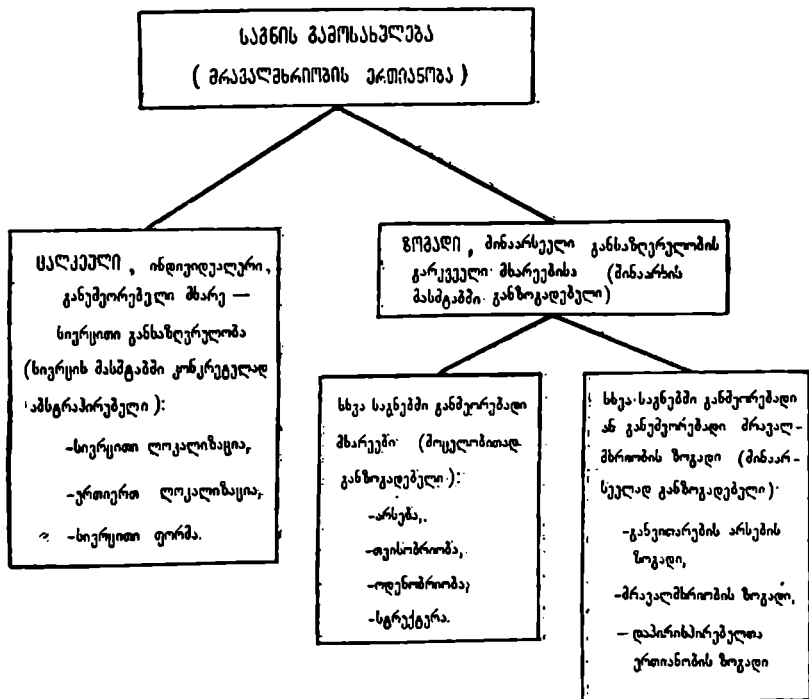 საგნის გამოსახულება
( მრავალმხრიობის ერთიანობა )
ცალკეული , ინდივიდუალური,
განუმეორებელი მხარე —
სივრცითი განსაზღვრულობა
(სივრცის მასშტაბში კონკრეტულად
აბსტრაჰირებული ):
-სივრცითი ლოკალიზაცია,
-ურთიერთ ლოკალიზაცია,
-სივრცითი ფორმა.
ზოგადი , შინაარსეული განსაზღვრულობის
გარკვეული მხარეებისა (შინაარსის
მასშტაბში განზოგადებული)
სხვა საგნებში განმეორებადი
მხარეები (მოცულობითად
განზოგადებული ):
-არსება,
-თვისობრიობა,
-ოდენობრიობა,
-სტრუქტურა.
სხვა საგნებში განმეორებადი
ან განუმეორებადი მრავალ-
მხრიობის ზოგადი (შინაარ-
სეულად განზოგადებული)
-განვითარების არსების
ზოგადი,
-მრავალმხრიობის ზოგადი,
— დაპირისპირებულთა
ერთიანობის ზოგადი